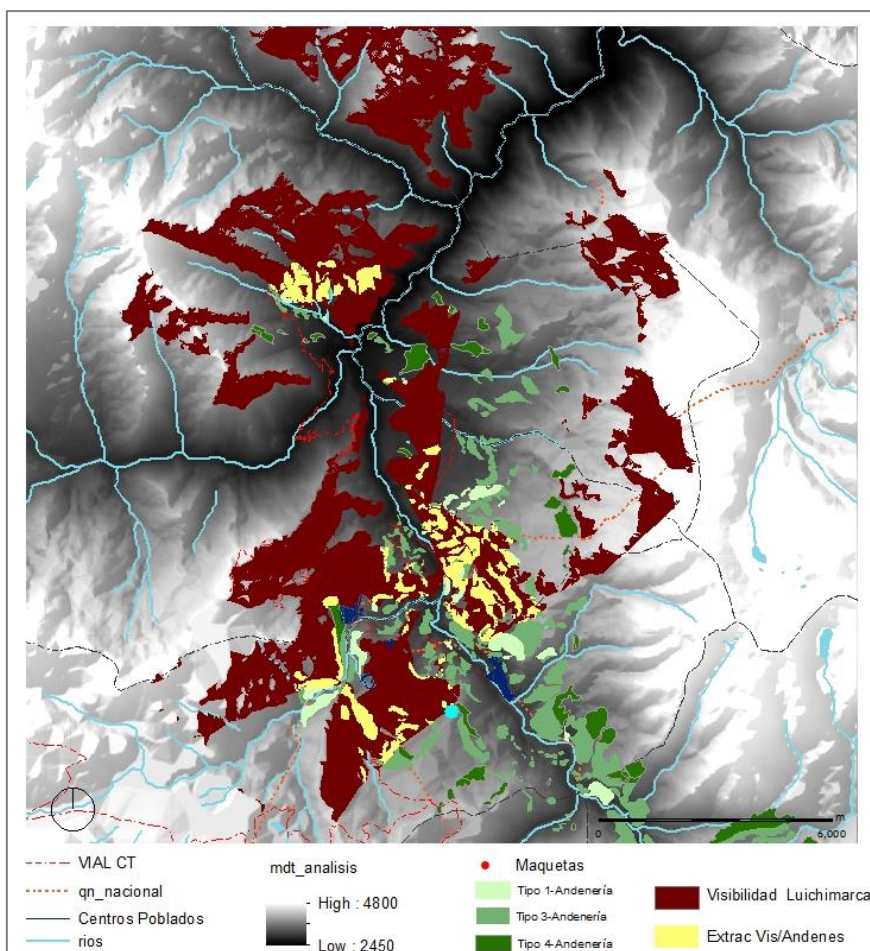 m
0 6,000
VIAL CT
qn_nacional
Centros Poblados
rios
mdt_analisis
High : 4800
Low : 2450
Maquetas
Tipo 1-Andenería
Tipo 3-Andenería
Tipo 4-Andenería
Visibilidad Luichimarca
Extrac Vis/Andenes